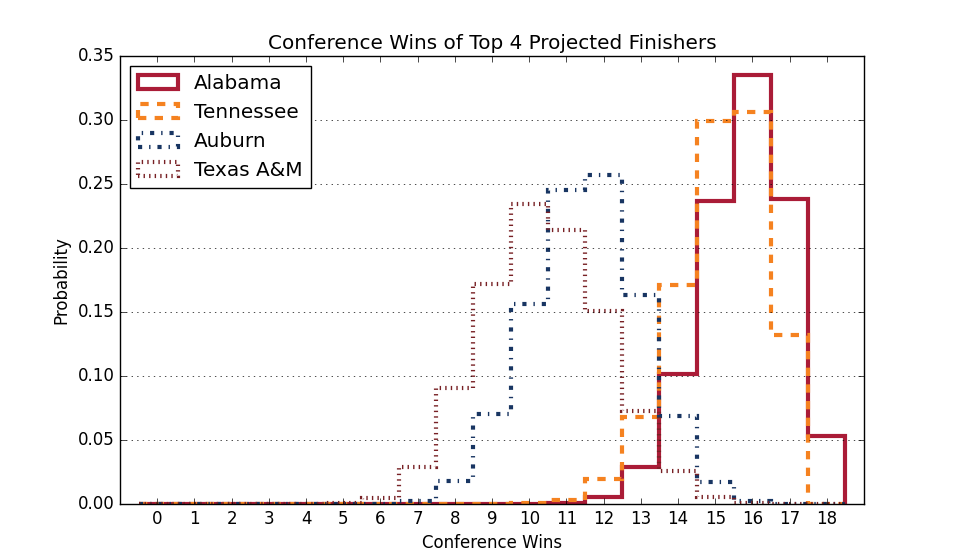 Conference Wins of Top 4 Projected Finishers
0.35
0.30
0.25
0.20
0.15
0.10
0.05
0.00
Probability
Alabama
Tennessee
Auburn
Texas A&M
0 1 2 3 4 5 6 7 8 9 10 11 12 13 14 15 16 17 18
Conference Wins